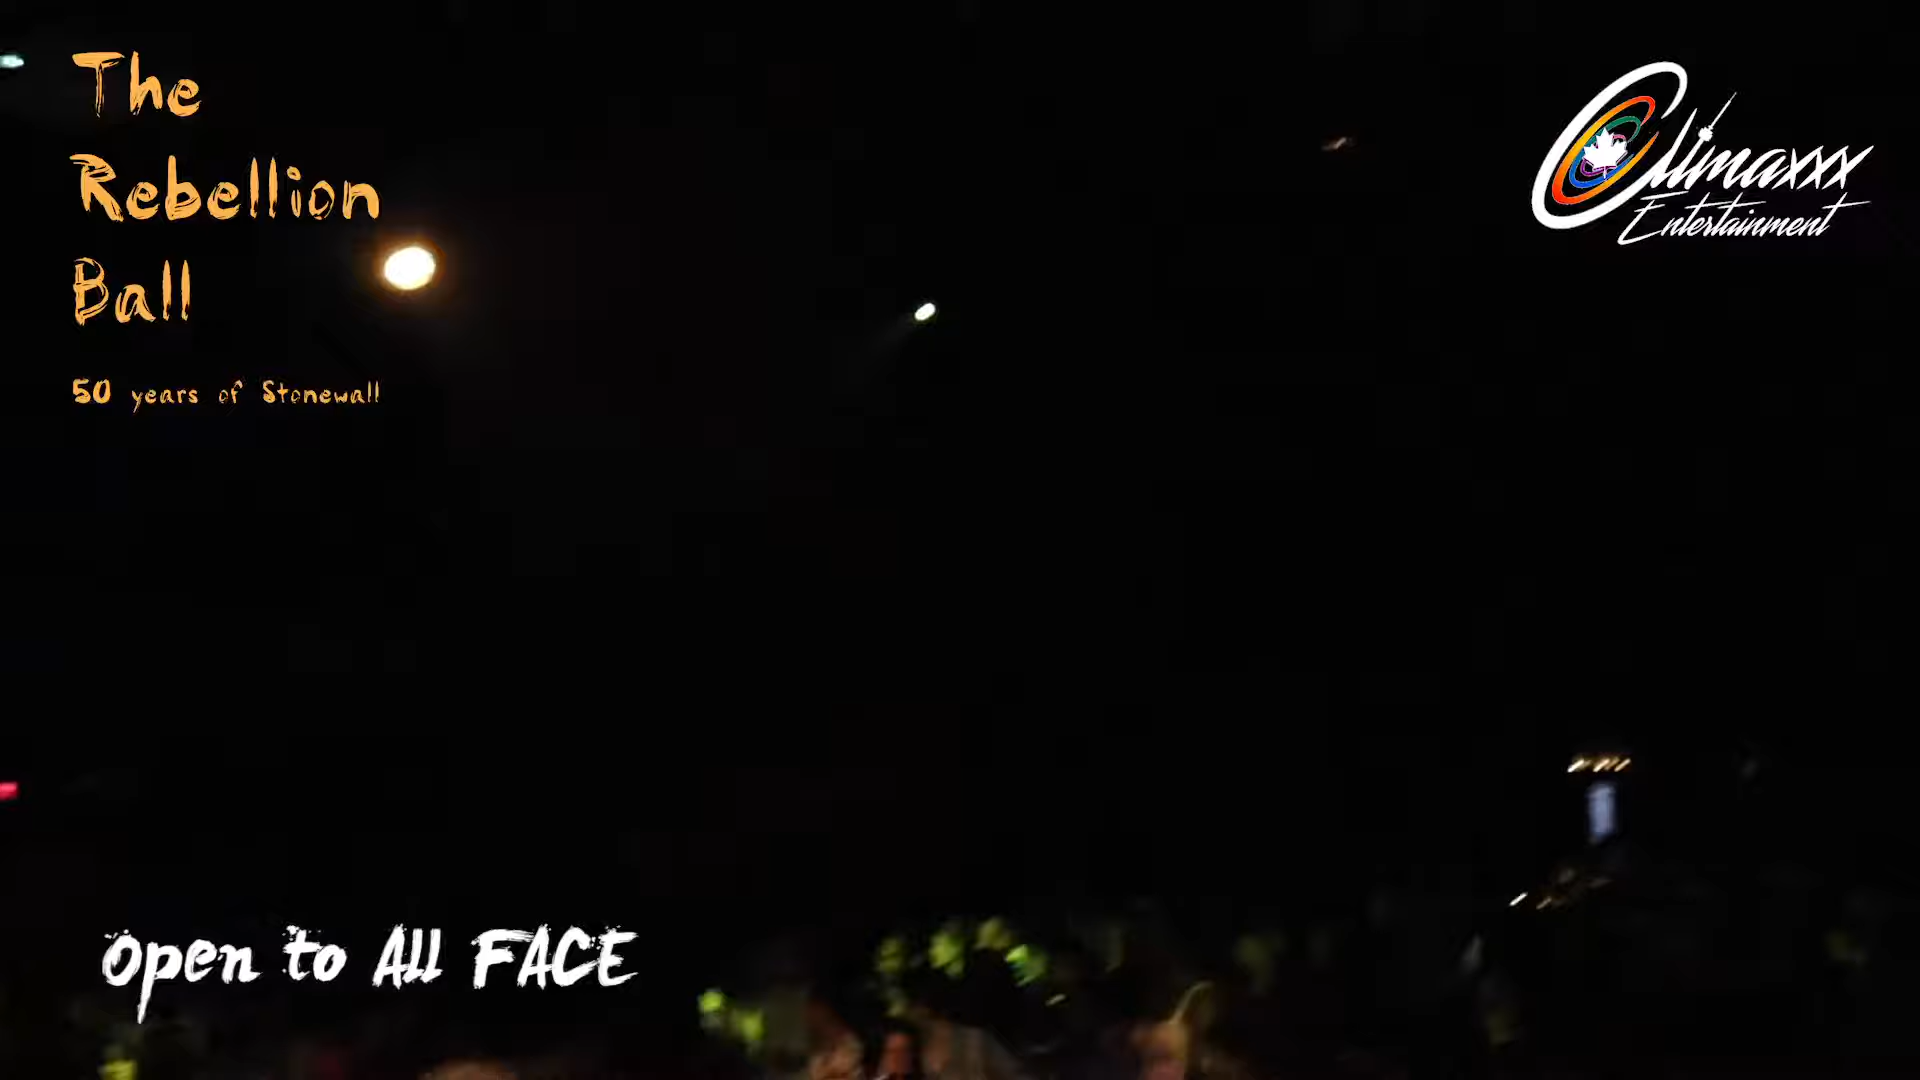 The
Rebellion
Ball
50 years of Stonewall
Climaxxx
Entertainment
Open to All FACE